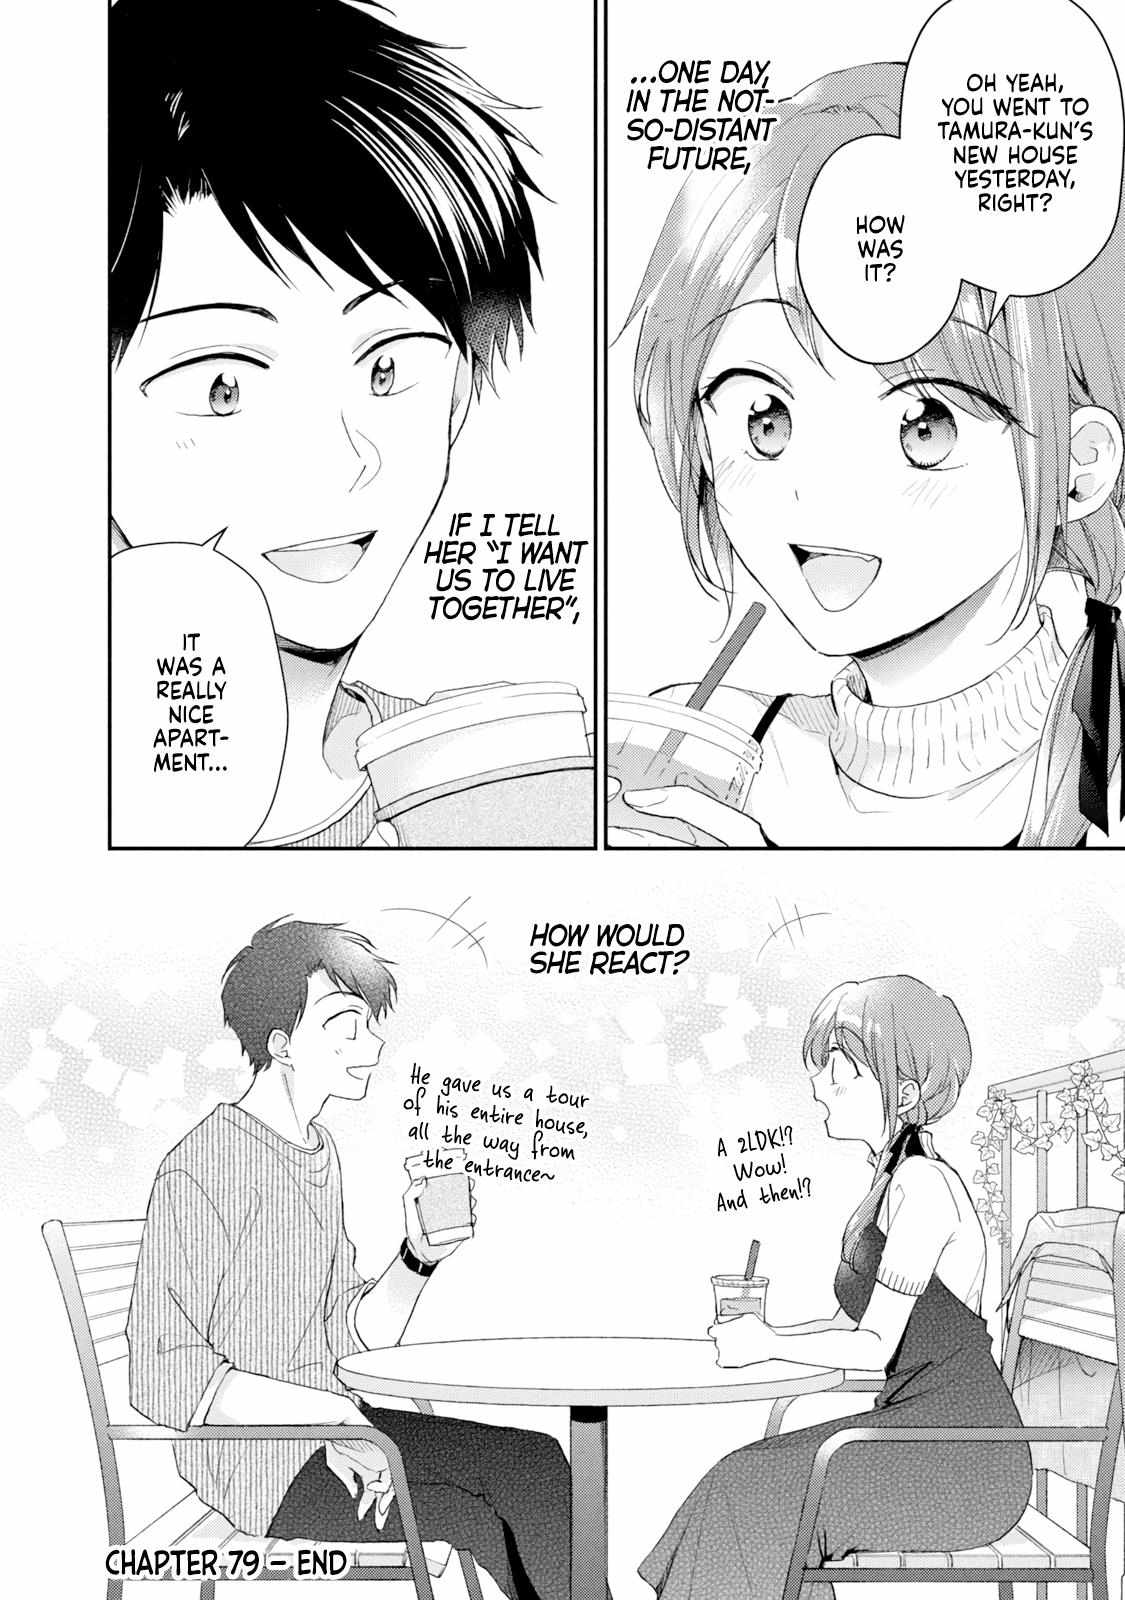 OH YEAH,
YOU WENT TO
TAMURA-KUN'S
NEW HOUSE
YESTERDAY,
RIGHT?
HOW
WAS
IT?
...ONE DAY,
IN THE NOT-
SO-DISTANT
FUTURE,
IF I TELL
HER "I WANT
US TO LIVE
TOGETHER",
IT
WAS A
REALLY
NICE
APART-
MENT...
HOW WOULD
SHE REACT?
A 2LDK!?
Wow!
And then!?
He gave us a tour
of his entire house,
all the way from
the entrance~
CHAPTER 79 – END